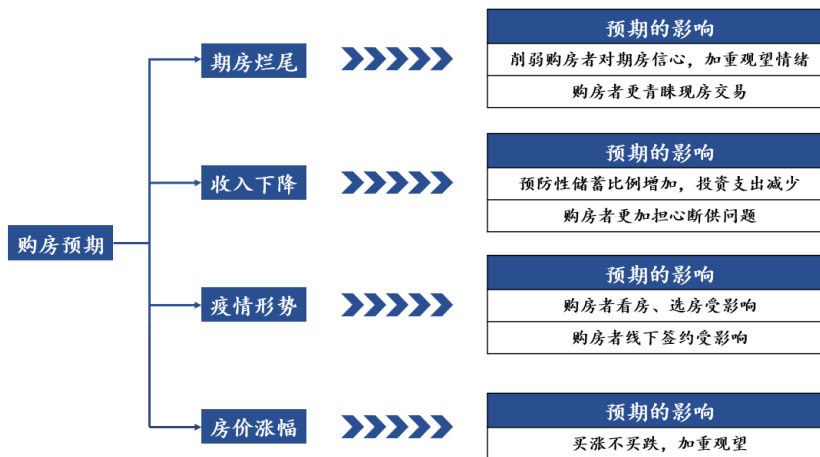 购房预期
期房烂尾
预期的影响
削弱购房者对期房信心，加重观望情绪
购房者更青睐现房交易
收入下降
预期的影响
预防性储蓄比例增加，投资支出减少
购房者更加担心断供问题
疫情形势
预期的影响
购房者看房、选房受影响
购房者线下签约受影响
房价涨幅
预期的影响
买涨不买跌，加重观望